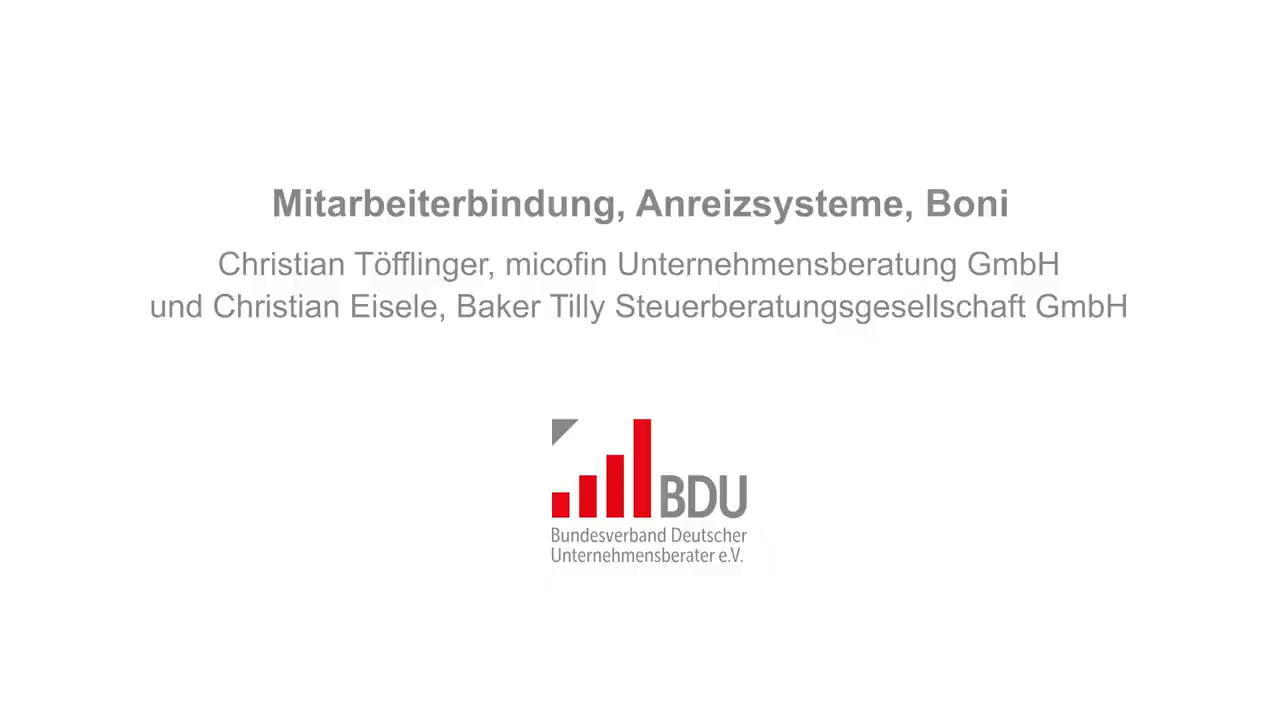 Mitarbeiterbindung, Anreizsysteme, Boni
Christian Töfflinger, micofin Unternehmensberatung GmbH
und Christian Eisele, Baker Tilly Steuerberatungsgesellschaft GmbH
BDU
Bundesverband Deutscher
Unternehmensberater e.V.